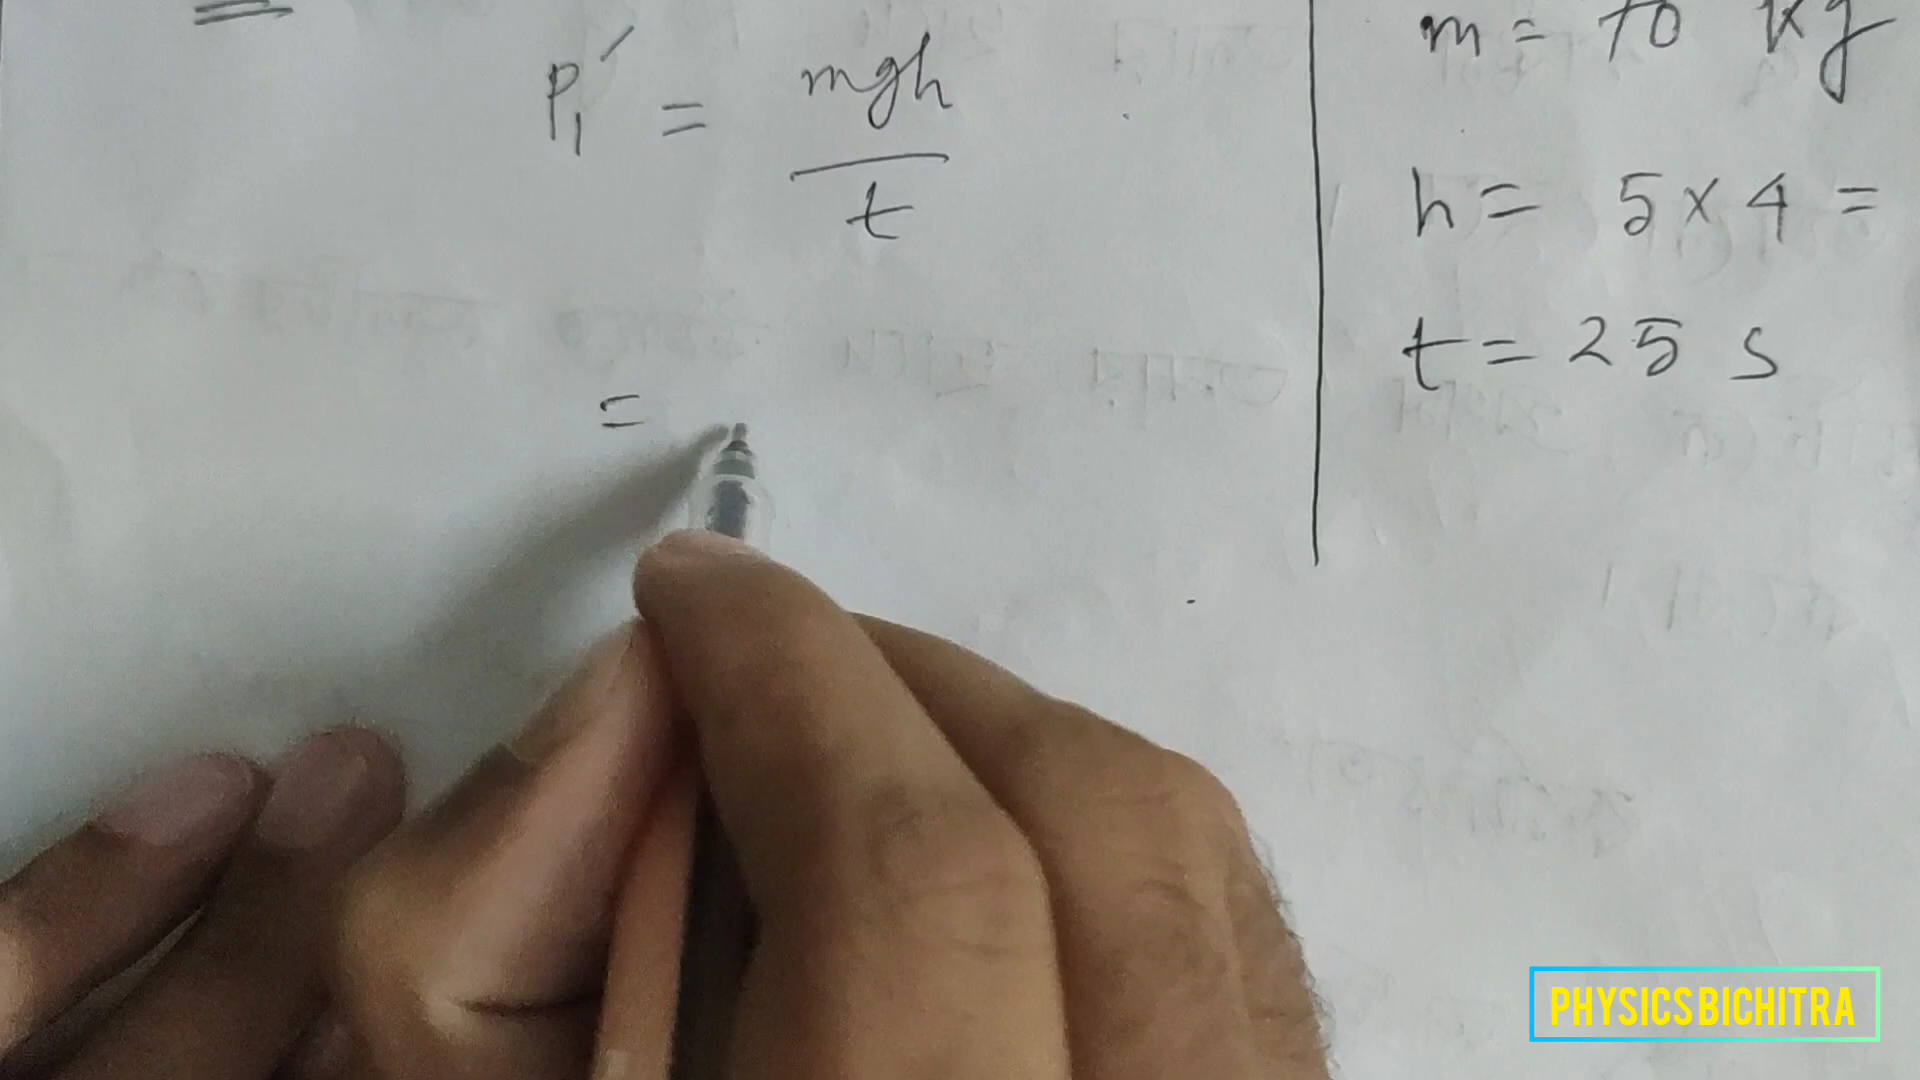 P₁′ = mgh / t
=
m = 70 kg
h = 5 × 4 =
t = 25 s
PHYSICS BICHITRA